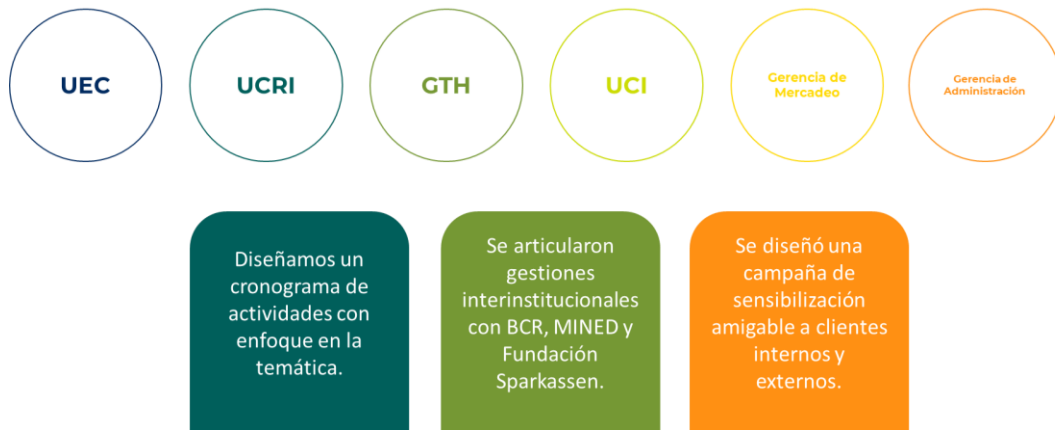 UEC
UCRI
GTH
UCI
Gerencia de
Mercadeo
Gerencia de
Administración
Diseñamos un
cronograma de
actividades con
enfoque en la
temática.
Se articularon
gestiones
interinstitucionales
con BCR, MINED y
Fundación
Sparkassen.
Se diseñó una
campaña de
sensibilización
amigable a clientes
internos y
externos.